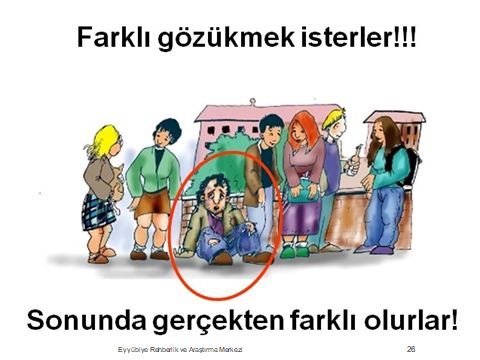 Farklı gözükmek isterler!!!
Sonunda gerçekten farklı olurlar!
Eyyübiye Rehberlik ve Araştırma Merkezi
26